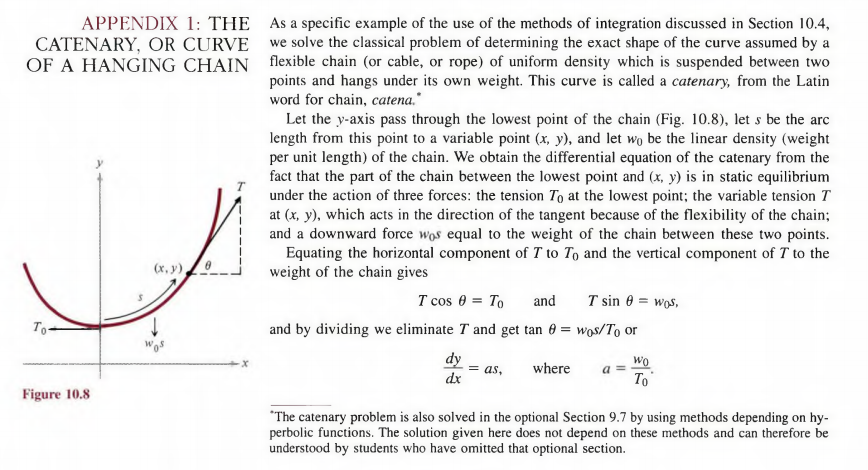 APPENDIX 1: THE
CATENARY, OR CURVE
OF A HANGING CHAIN
As a specific example of the use of the methods of integration discussed in Section 10.4,
we solve the classical problem of determining the exact shape of the curve assumed by a
flexible chain (or cable, or rope) of uniform density which is suspended between two
points and hangs under its own weight. This curve is called a catenary, from the Latin
word for chain, catena.*
Let the y-axis pass through the lowest point of the chain (Fig. 10.8), let s be the arc
length from this point to a variable point (x, y), and let w₀ be the linear density (weight
per unit length) of the chain. We obtain the differential equation of the catenary from the
fact that the part of the chain between the lowest point and (x, y) is in static equilibrium
under the action of three forces: the tension T₀ at the lowest point; the variable tension T
at (x, y), which acts in the direction of the tangent because of the flexibility of the chain;
and a downward force w₀s equal to the weight of the chain between these two points.
Equating the horizontal component of T to T₀ and the vertical component of T to the
weight of the chain gives
T cos θ = T₀ and T sin θ = w₀s,
and by dividing we eliminate T and get tan θ = w₀s/T₀ or
dy/dx = as, where a = w₀/T₀.
*The catenary problem is also solved in the optional Section 9.7 by using methods depending on hy-
perbolic functions. The solution given here does not depend on these methods and can therefore be
understood by students who have omitted that optional section.
y
T
(x, y)
θ
s
T₀
w₀s
x
Figure 10.8